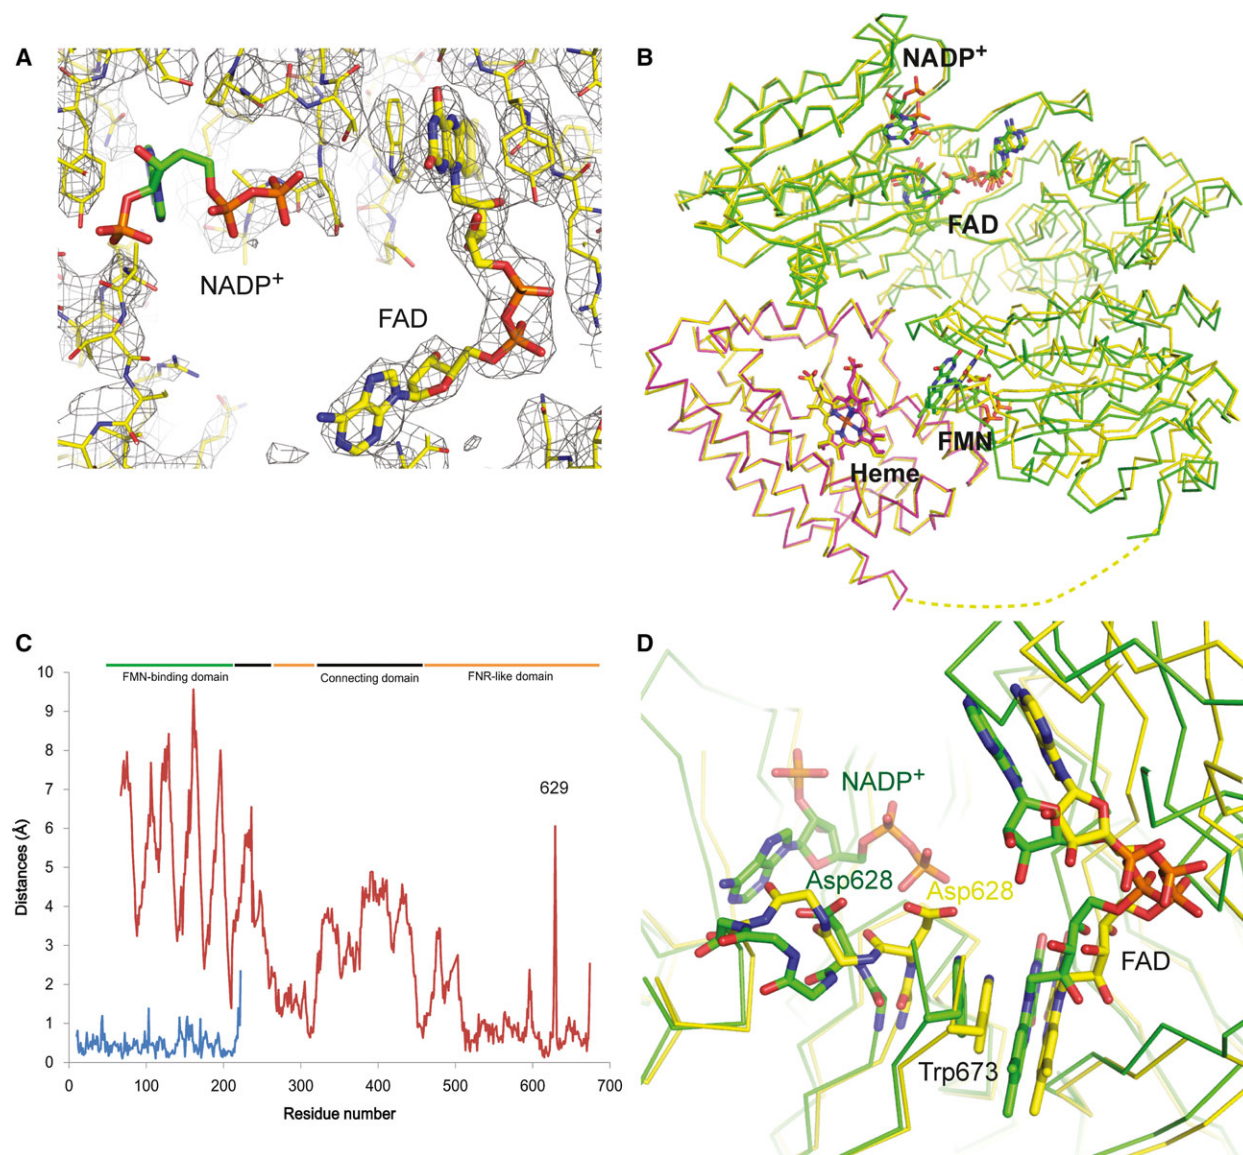 A
NADP+
FAD
B
NADP+
FAD
FMN
Heme
C
FMN-binding domain
Connecting domain
FNR-like domain
10
9
8
7
6
5
4
3
2
1
0
629
Distances (Å)
0 100 200 300 400 500 600 700
Residue number
D
NADP+
Asp628
Asp628
FAD
Trp673